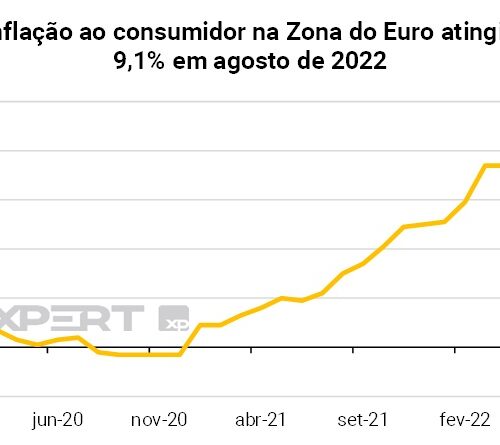 nflação ao consumidor na Zona do Euro atingi
9,1% em agosto de 2022
XPERT xp
jun-20 nov-20 abr-21 set-21 fev-22